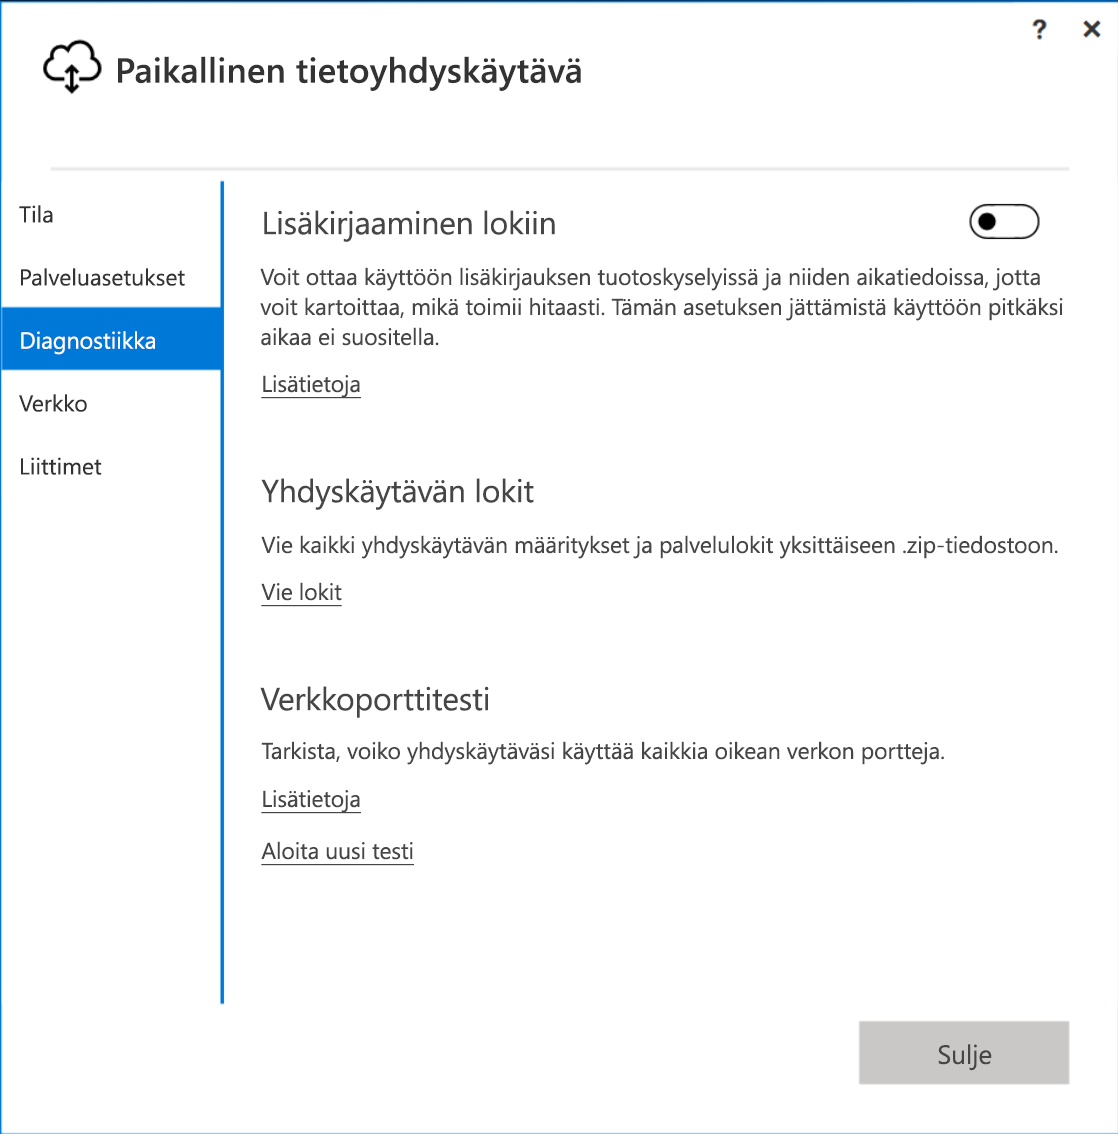 ? ×
Paikallinen tietoyhdyskäytävä
Tila
Palveluasetukset
Diagnostiikka
Verkko
Liittimet
Lisäkirjaaminen lokiin
Voit ottaa käyttöön lisäkirjauksen tuotoskyselyissä ja niiden aikatiedoissa, jotta
voit kartoittaa, mikä toimii hitaasti. Tämän asetuksen jättämistä käyttöön pitkäksi
aikaa ei suositella.
Lisätietoja
Yhdyskäytävän lokit
Vie kaikki yhdyskäytävän määritykset ja palvelulokit yksittäiseen .zip-tiedostoon.
Vie lokit
Verkkoporttitesti
Tarkista, voiko yhdyskäytäväsi käyttää kaikkia oikean verkon portteja.
Lisätietoja
Aloita uusi testi
Sulje